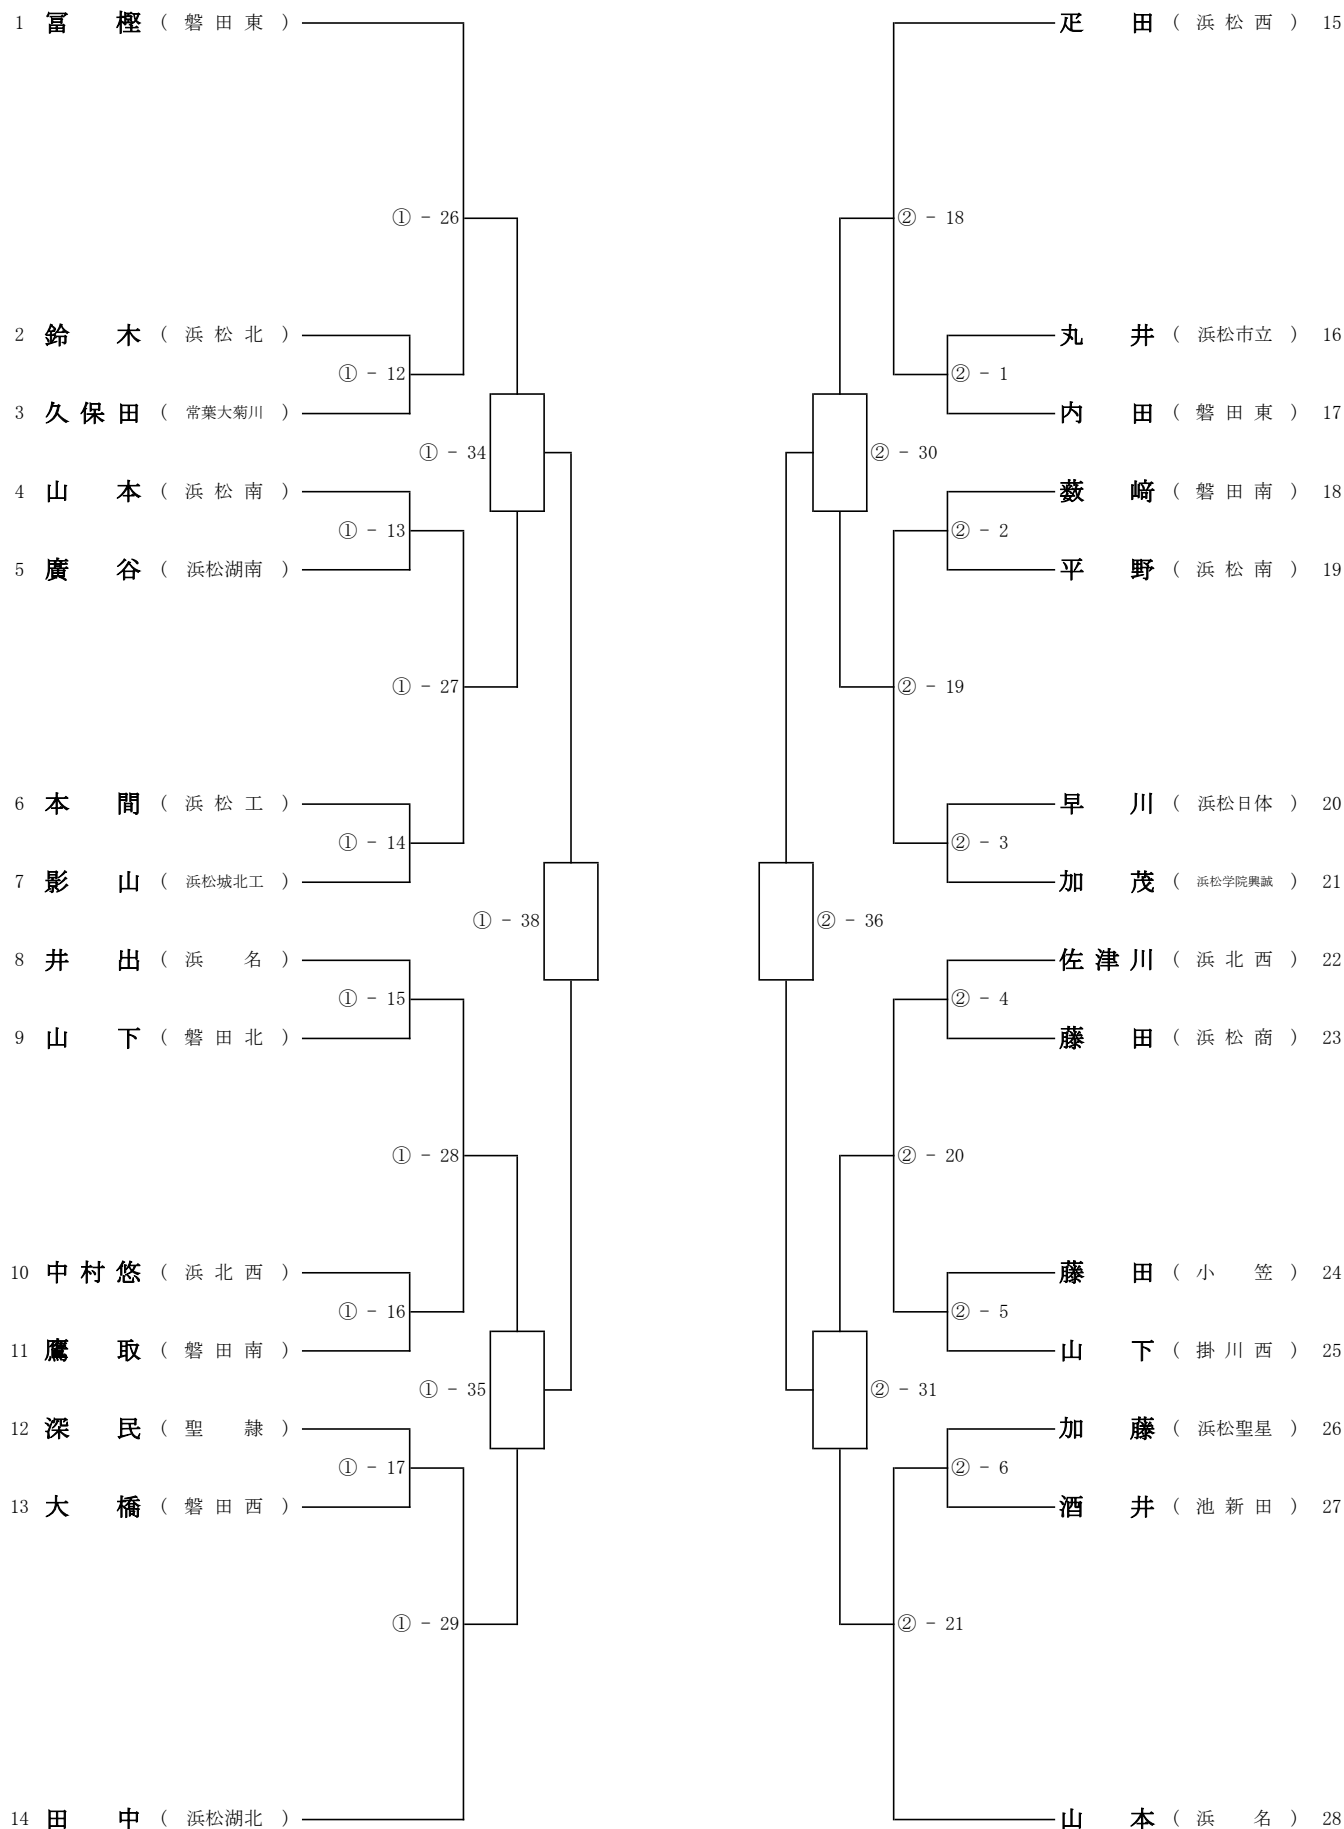 1 冨樫 ( 磐田東 )
① - 26
2 鈴木 ( 浜松北 )
① - 12
3 久保田 ( 常葉大菊川 )
① - 34
4 山本 ( 浜松南 )
① - 13
5 廣谷 ( 浜松湖南 )
① - 27
6 本間 ( 浜松工 )
① - 14
7 影山 ( 浜松城北工 )
① - 38
8 井出 ( 浜名 )
① - 15
9 山下 ( 磐田北 )
① - 28
10 中村悠 ( 浜北西 )
① - 16
11 鷹取 ( 磐田南 )
① - 35
12 深民 ( 聖隷 )
① - 17
13 大橋 ( 磐田西 )
① - 29
14 田中 ( 浜松湖北 )
疋田 ( 浜松西 ) 15
② - 18
丸井 ( 浜松市立 ) 16
② - 1
内田 ( 磐田東 ) 17
② - 30
薮﨑 ( 磐田南 ) 18
② - 2
平野 ( 浜松南 ) 19
② - 19
早川 ( 浜松日体 ) 20
② - 3
加茂 ( 浜松学院興誠 ) 21
② - 36
佐津川 ( 浜北西 ) 22
② - 4
藤田 ( 浜松商 ) 23
② - 20
藤田 ( 小笠 ) 24
② - 5
山下 ( 掛川西 ) 25
② - 31
加藤 ( 浜松聖星 ) 26
② - 6
酒井 ( 池新田 ) 27
② - 21
山本 ( 浜名 ) 28